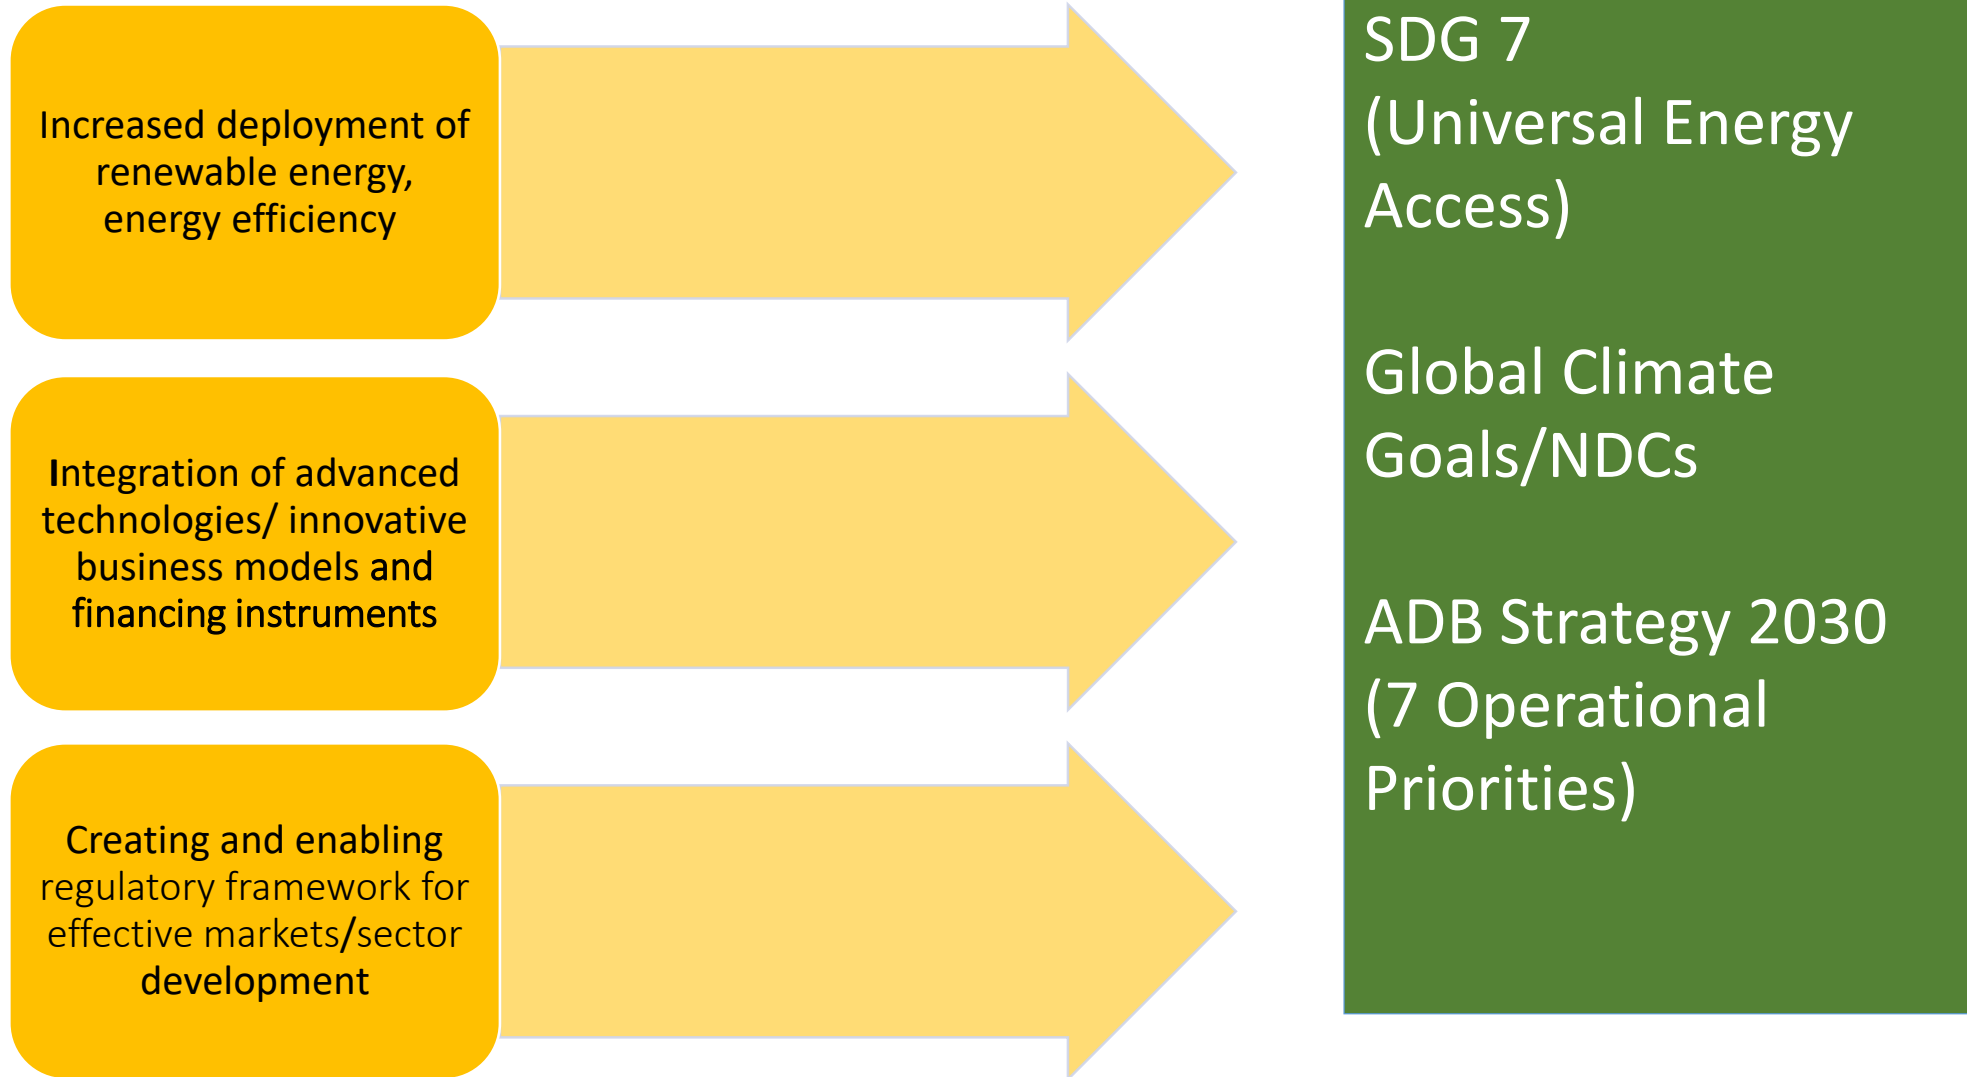 Increased deployment of
renewable energy,
energy efficiency
Integration of advanced
technologies/ innovative
business models and
financing instruments
Creating and enabling
regulatory framework for
effective markets/sector
development
SDG 7
(Universal Energy
Access)
Global Climate
Goals/NDCs
ADB Strategy 2030
(7 Operational
Priorities)